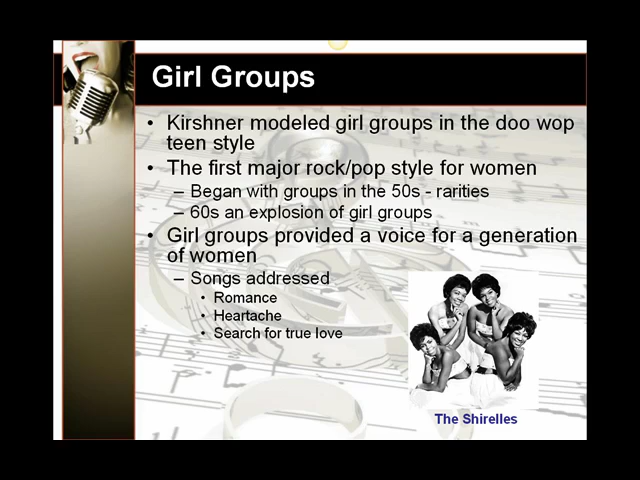 Girl Groups
• Kirshner modeled girl groups in the doo wop
teen style
• The first major rock/pop style for women
– Began with groups in the 50s - rarities
– 60s an explosion of girl groups
• Girl groups provided a voice for a generation
of women
– Songs addressed
• Romance
• Heartache
• Search for true love
The Shirelles